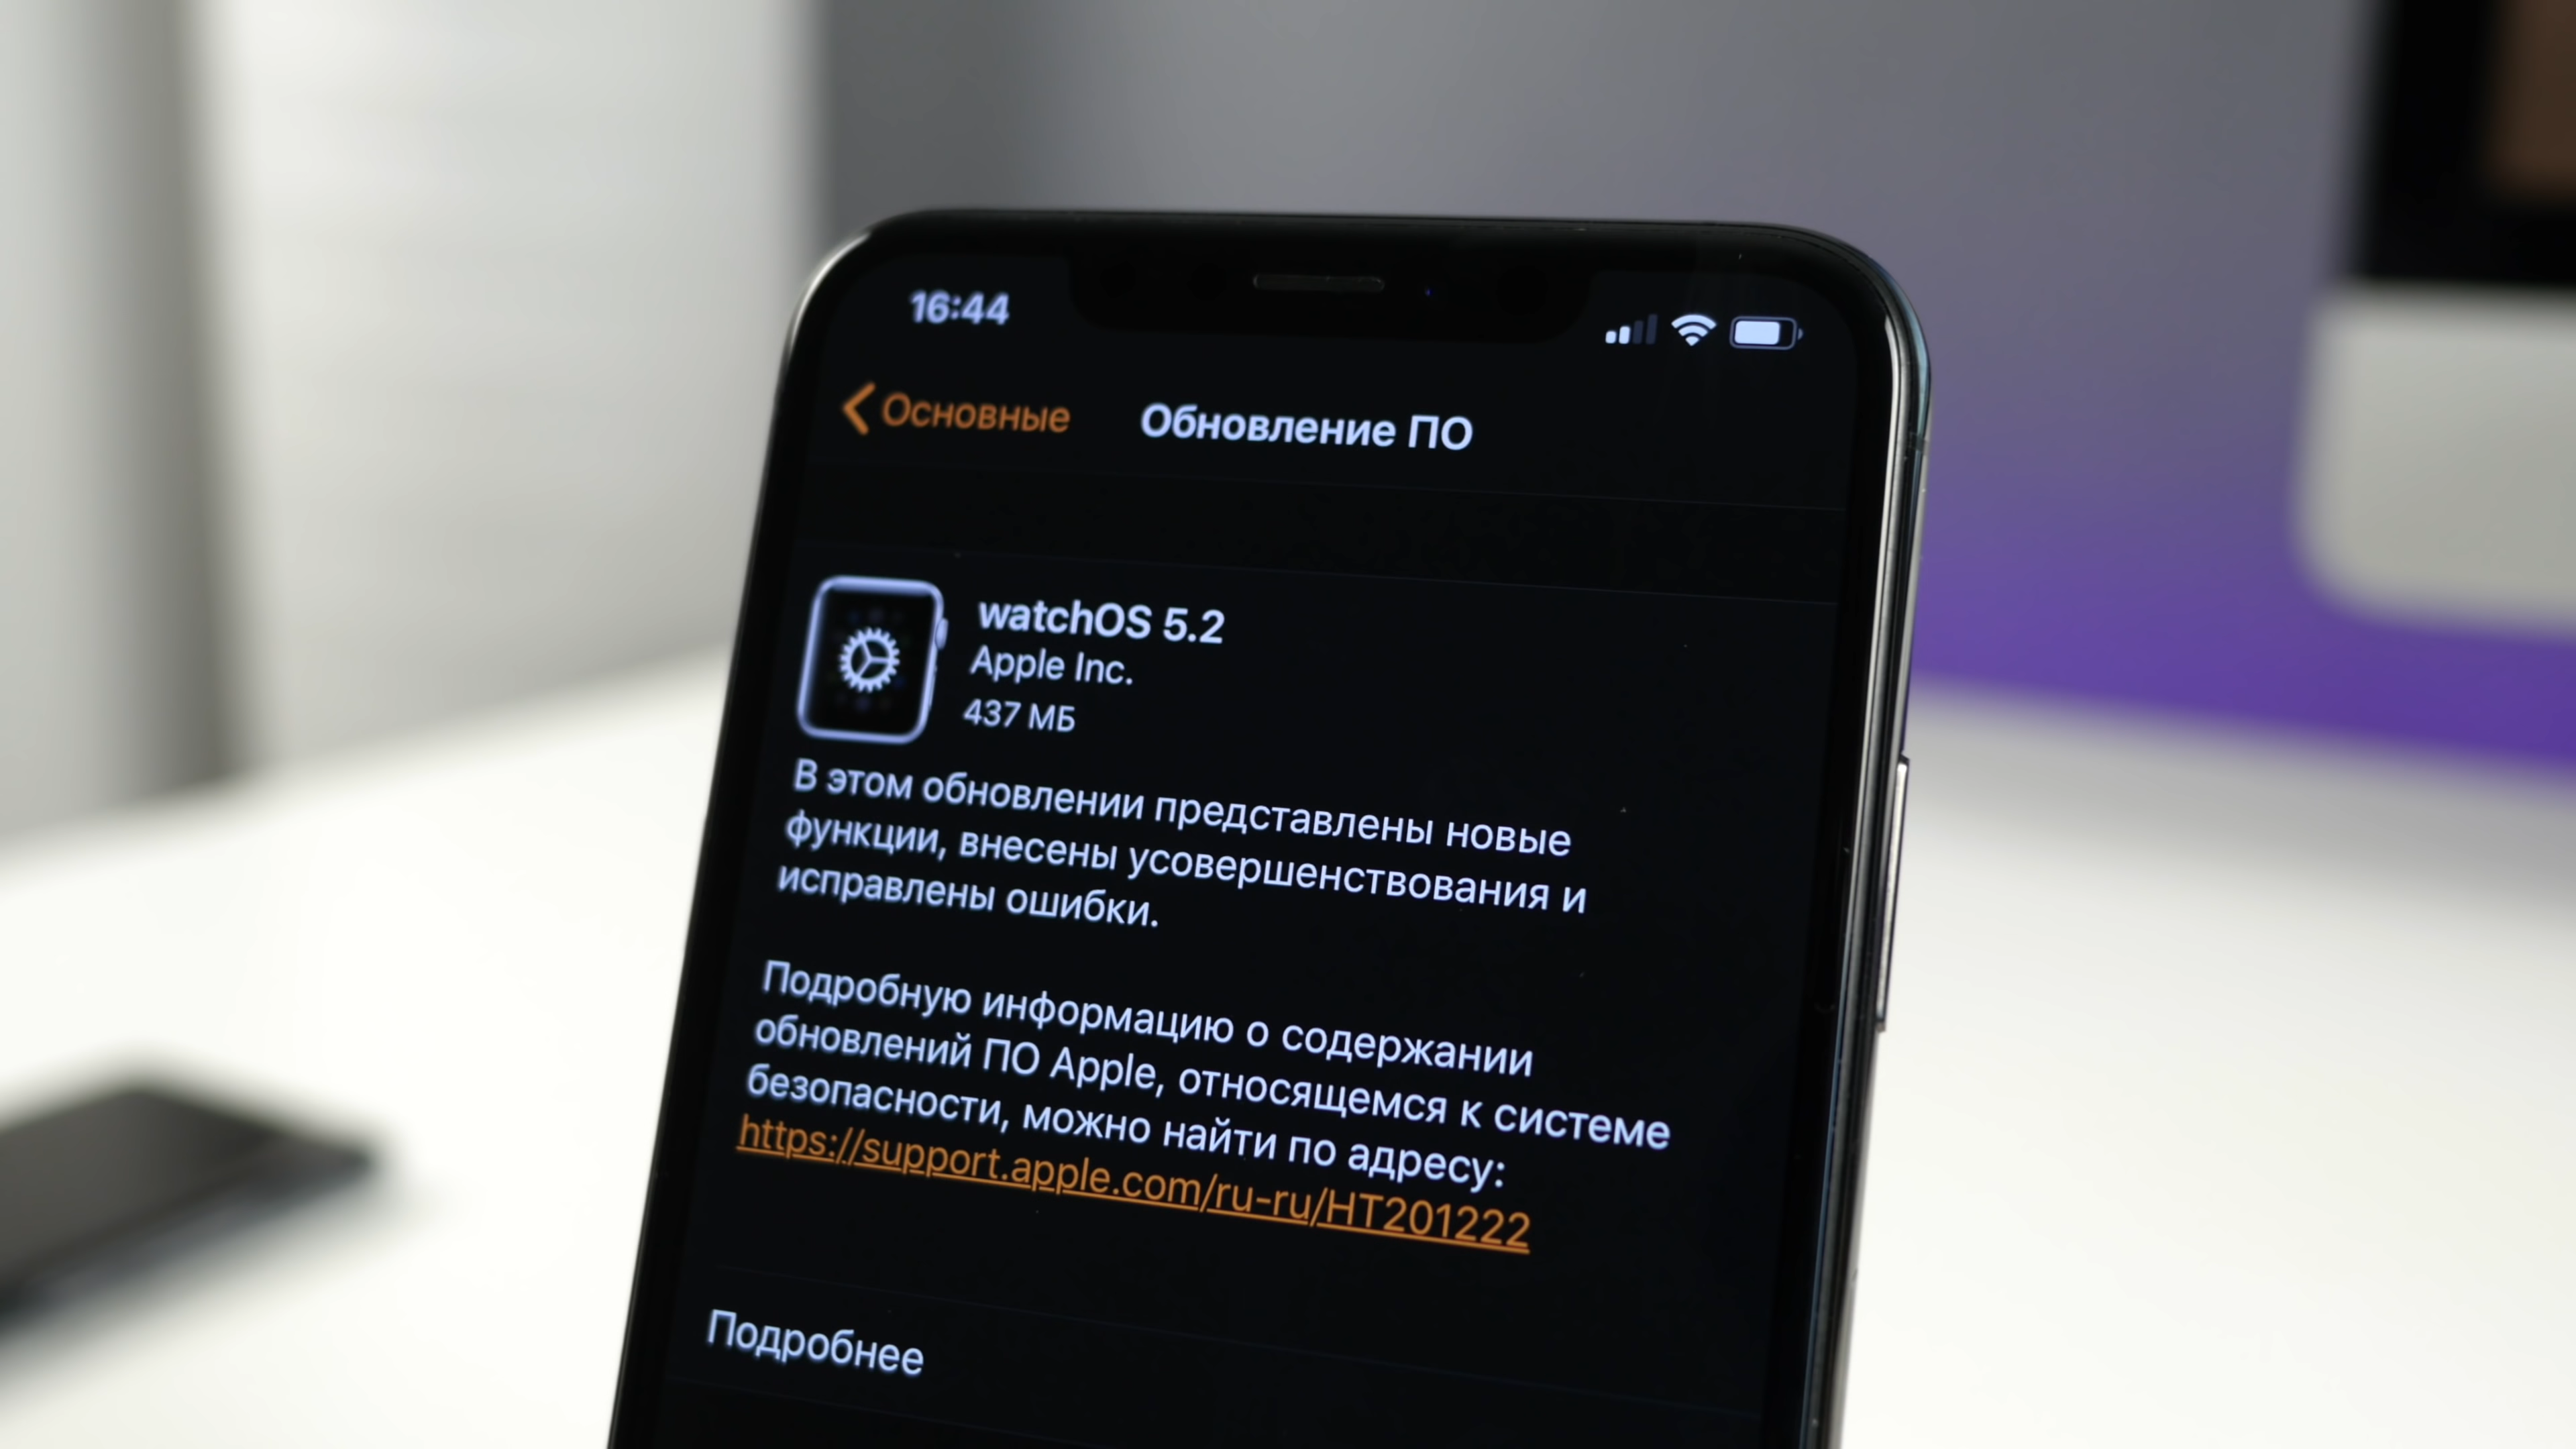 16:44
Основные
Обновление ПО
watchOS 5.2
Apple Inc.
437 МБ
В этом обновлении представлены новые
функции, внесены усовершенствования и
исправлены ошибки.
Подробную информацию о содержании
обновлений ПО Apple, относящемся к системе
безопасности, можно найти по адресу:
https://support.apple.com/ru-ru/HT201222
Подробнее